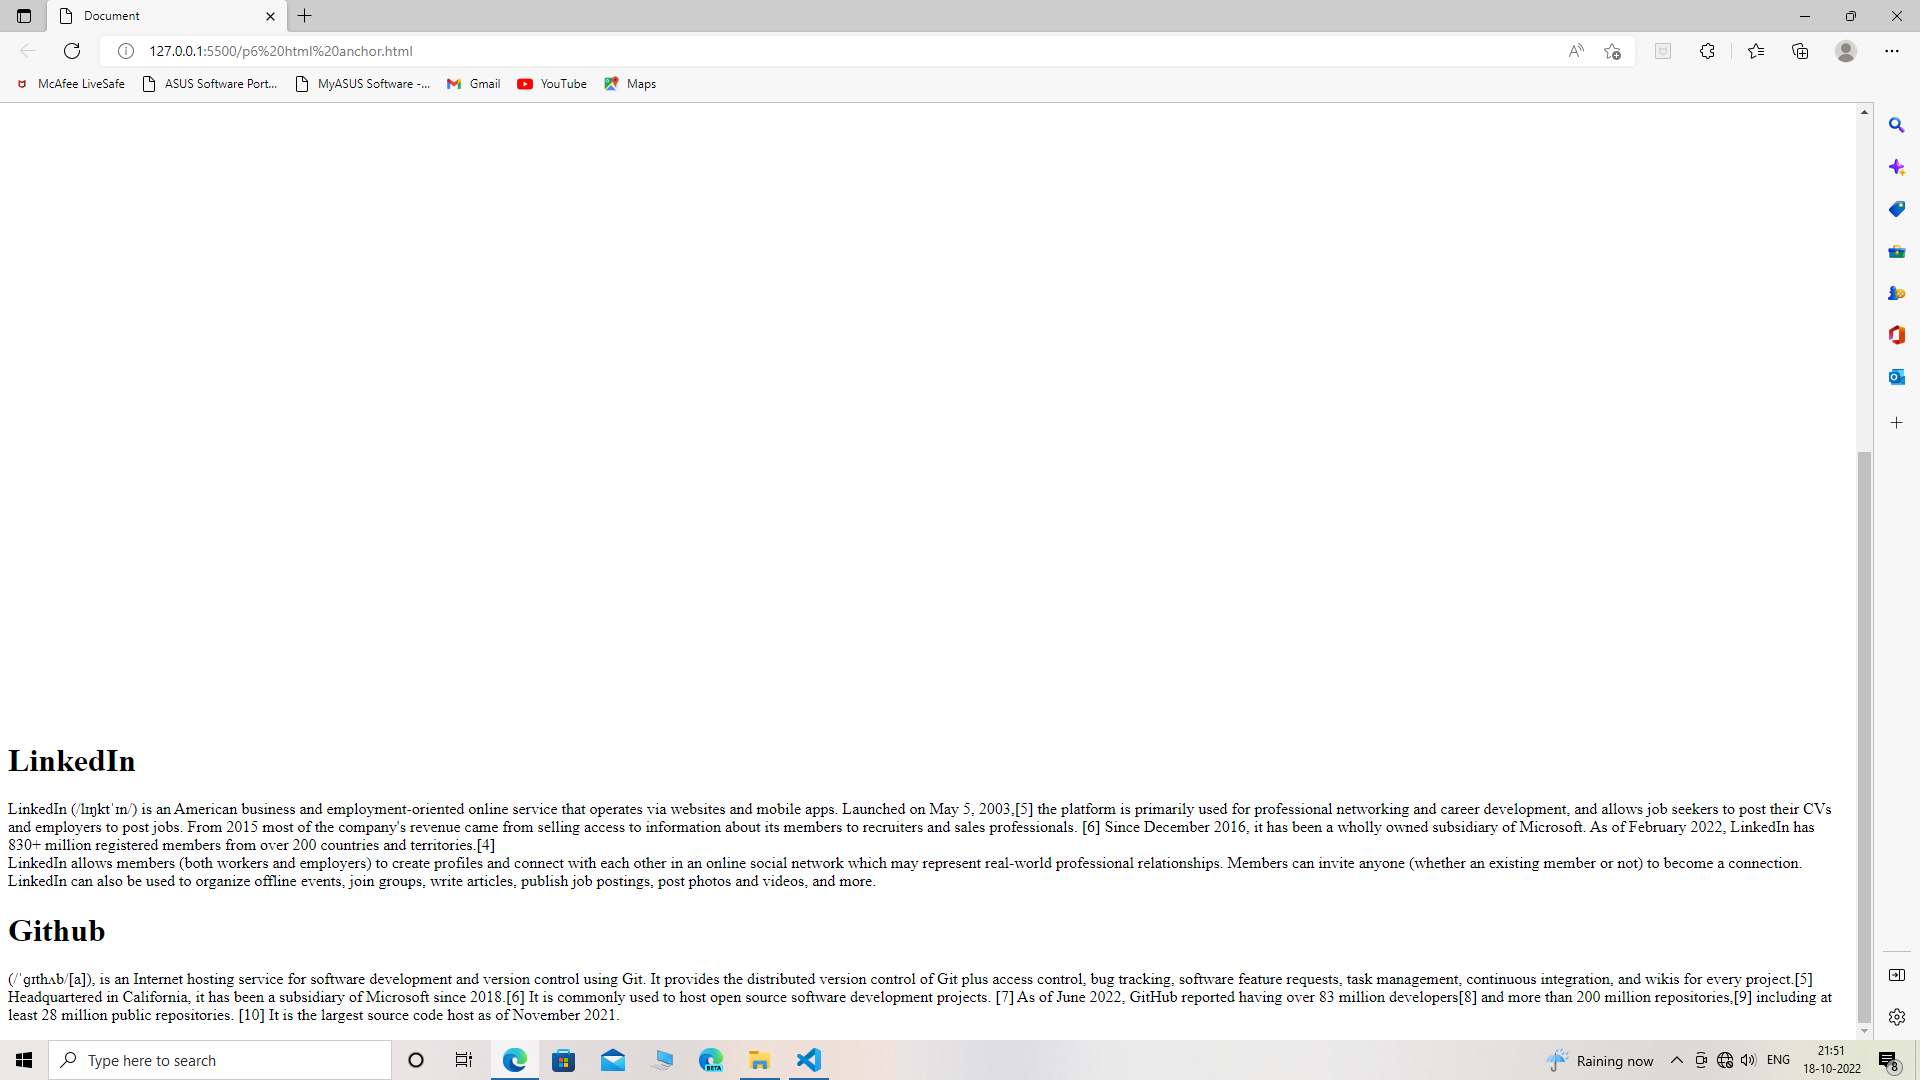 Document
127.0.0.1:5500/p6%20html%20anchor.html
McAfee LiveSafe
ASUS Software Port...
MyASUS Software -...
Gmail
YouTube
Maps
LinkedIn
LinkedIn (/lɪŋktˈɪn/) is an American business and employment-oriented online service that operates via websites and mobile apps. Launched on May 5, 2003,[5] the platform is primarily used for professional networking and career development, and allows job seekers to post their CVs
and employers to post jobs. From 2015 most of the company's revenue came from selling access to information about its members to recruiters and sales professionals. [6] Since December 2016, it has been a wholly owned subsidiary of Microsoft. As of February 2022, LinkedIn has
830+ million registered members from over 200 countries and territories.[4]
LinkedIn allows members (both workers and employers) to create profiles and connect with each other in an online social network which may represent real-world professional relationships. Members can invite anyone (whether an existing member or not) to become a connection.
LinkedIn can also be used to organize offline events, join groups, write articles, publish job postings, post photos and videos, and more.
Github
(/ˈɡɪthʌb/[a]), is an Internet hosting service for software development and version control using Git. It provides the distributed version control of Git plus access control, bug tracking, software feature requests, task management, continuous integration, and wikis for every project.[5]
Headquartered in California, it has been a subsidiary of Microsoft since 2018.[6] It is commonly used to host open source software development projects. [7] As of June 2022, GitHub reported having over 83 million developers[8] and more than 200 million repositories,[9] including at
least 28 million public repositories. [10] It is the largest source code host as of November 2021.
Type here to search
BETA
Raining now
ENG
21:51
18-10-2022
8